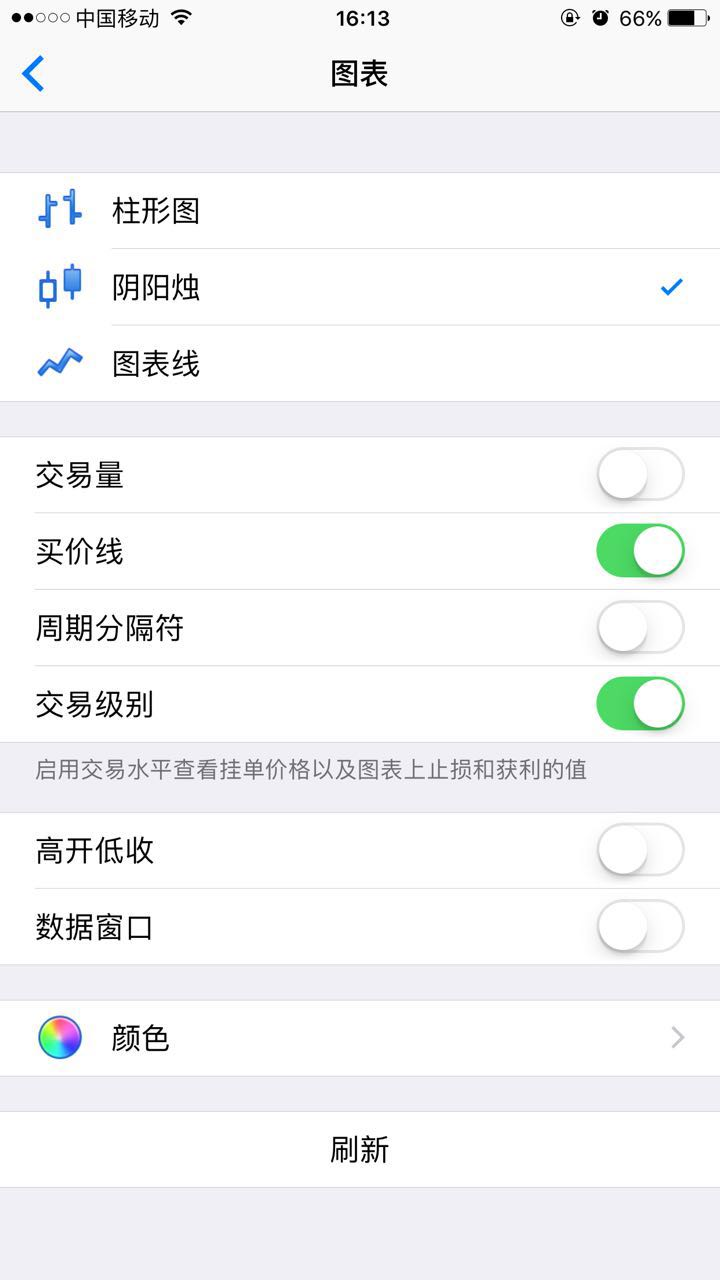 中国移动 16:13 66%
图表
柱形图
阴阳烛
图表线
交易量
买价线
周期分隔符
交易级别
启用交易水平查看挂单价格以及图表上止损和获利的值
高开低收
数据窗口
颜色
刷新